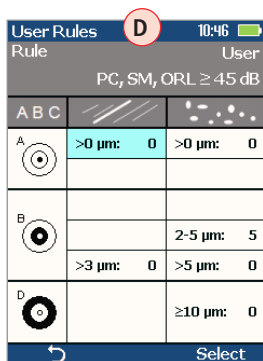 User Rules D 10:46
Rule User
PC, SM, ORL ≥ 45 dB
A B C
A >0 µm: 0 >0 µm: 0
B
2-5 µm: 5
>3 µm: 0 >5 µm: 0
D ≥10 µm: 0
Select